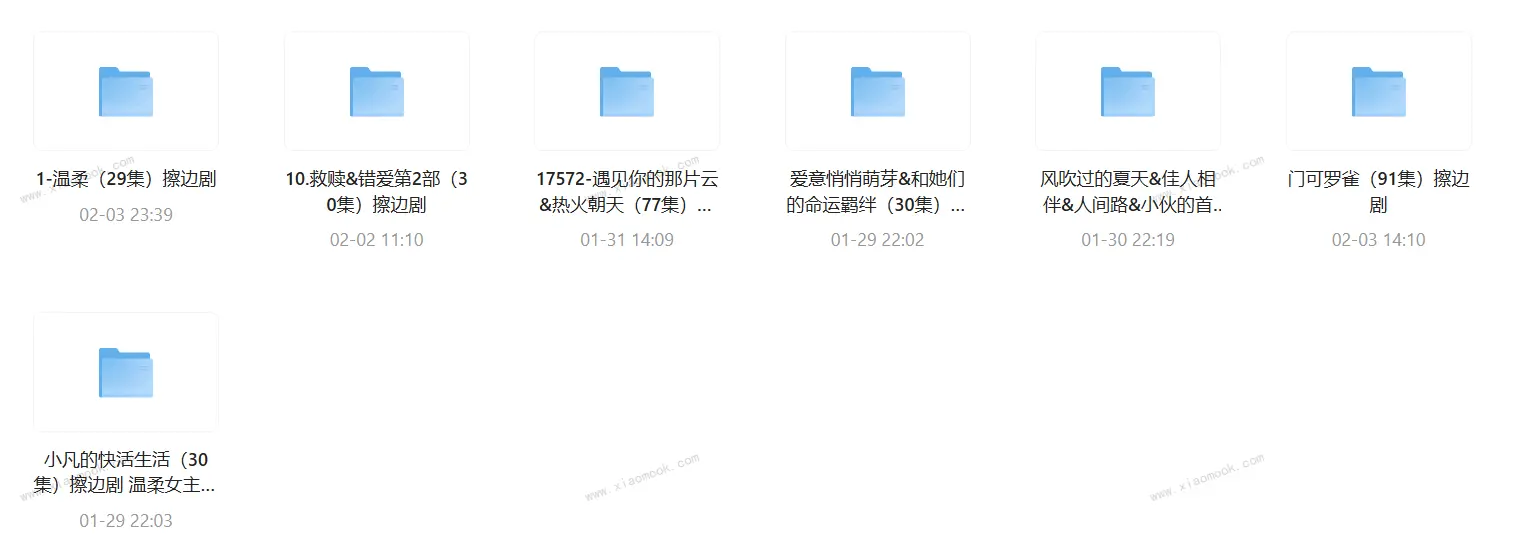 1-温柔（29集）擦边剧
02-03 23:39
10.救赎&错爱第2部（3
0集）擦边剧
02-02 11:10
17572-遇见你的那片云
&热火朝天（77集）...
01-31 14:09
爱意悄悄萌芽&和她们
的命运羁绊（30集）...
01-29 22:02
风吹过的夏天&佳人相
伴&人间路&小伙的首..
01-30 22:19
门可罗雀（91集）擦边
剧
02-03 14:10
www.xiaomook.com
www.xiaomook.com
www.xiaomook.com
小凡的快活生活（30
集）擦边剧 温柔女主...
01-29 22:03
www.xiaomook.com
www.xiaomook.com
www.xiaomook.com